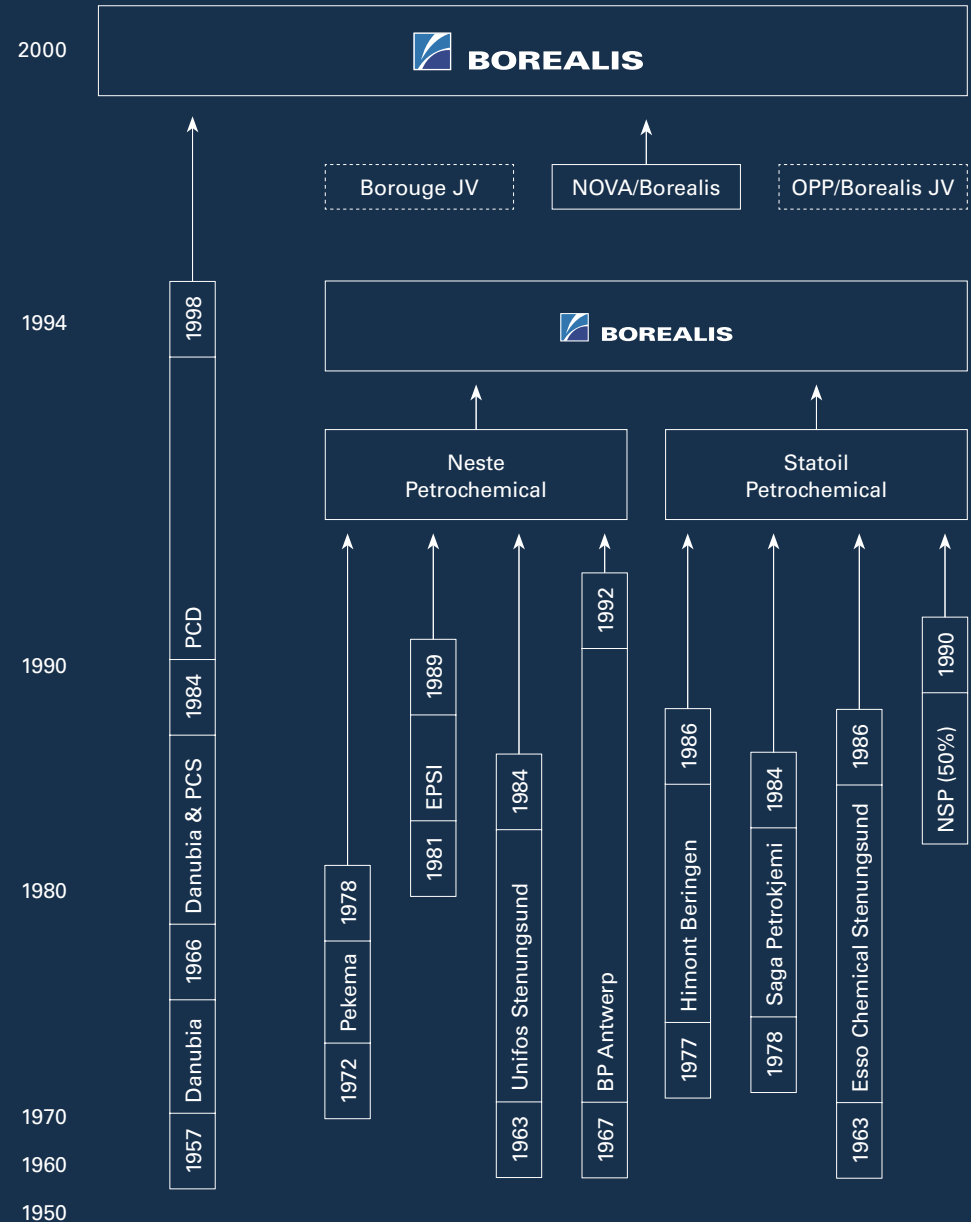 2000
BOREALIS
Borouge JV
NOVA/Borealis
OPP/Borealis JV
1994
BOREALIS
Neste
Petrochemical
Statoil
Petrochemical
1990
1980
1970
1960
1950
1998
PCD
1984
Danubia & PCS
1966
Danubia
1957
1978
Pekema
1972
1989
EPSI
1981
1984
Unifos Stenungsund
1963
1992
BP Antwerp
1967
1986
Himont Beringen
1977
1984
Saga Petrokjemi
1978
1986
Esso Chemical Stenungsund
1963
1990
NSP (50%)